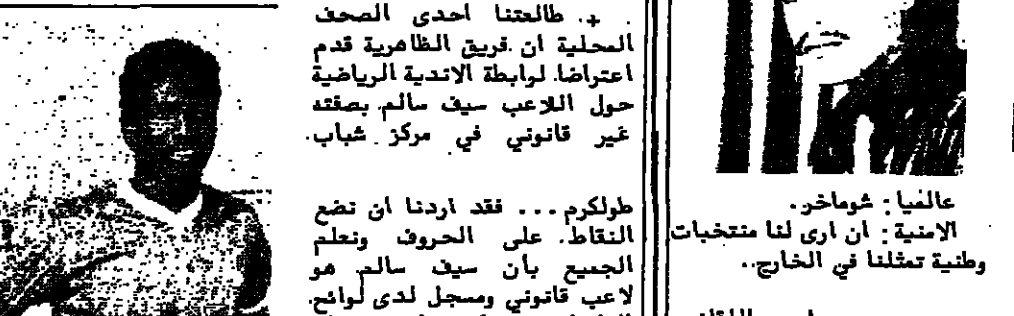 +. طالعتنا احدى الصحف
المحلية ان فريق الظاهرية قدم
اعتراضا لرابطة الاندية الرياضية
حول اللاعب سيف سالم بصفته
غير قانوني في مركز شباب
طولكرم ... فقد اردنا ان نضع
النقاط على الحروف ونعلم
الجميع بأن سيف سالم هو
لاعب قانوني ومسجل لدى لوائح
عالميا : شوماخر .
الامنية : ان ارى لنا منتخبات
وطنية تمثلنا في الخارج ..